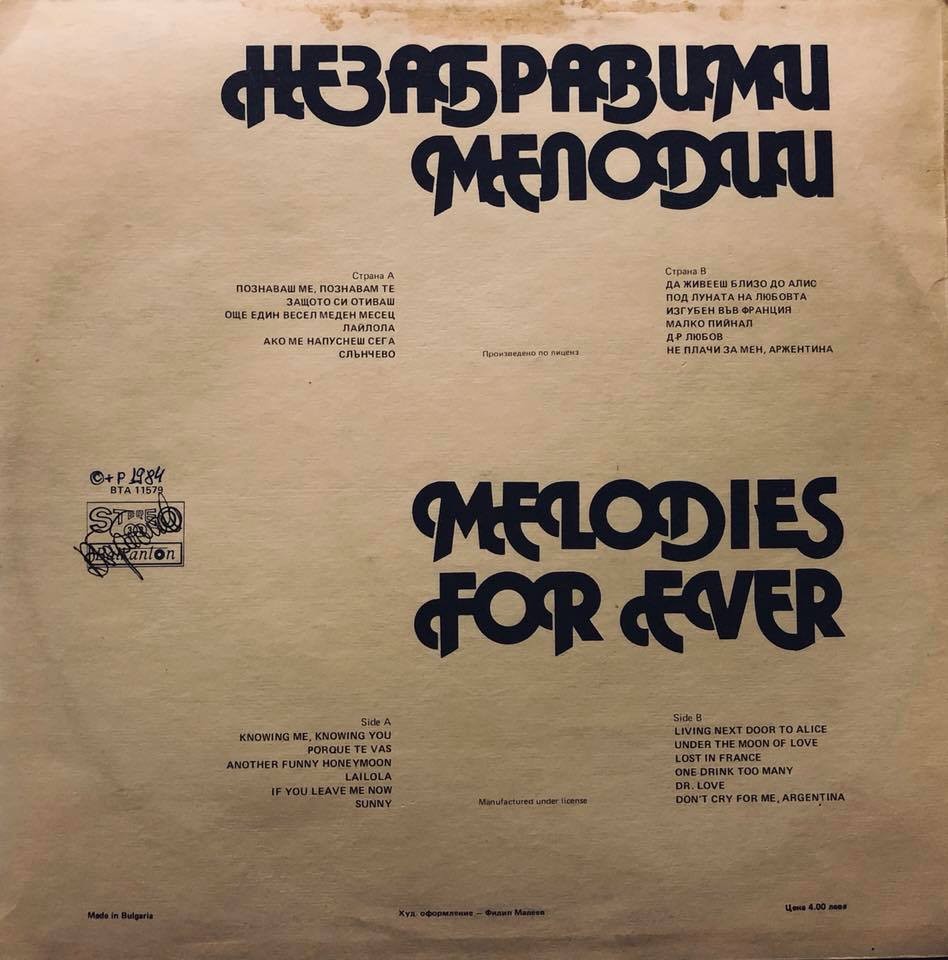 НЕЗАБРАВИМИ
МЕЛОДИИ
Страна А
ПОЗНАВАШ МЕ, ПОЗНАВАМ ТЕ
ЗАЩОТО СИ ОТИВАШ
ОЩЕ ЕДИН ВЕСЕЛ МЕДЕН МЕСЕЦ
ЛАЙЛОЛА
АКО МЕ НАПУСНЕШ СЕГА
СЛЪНЧЕВО
Произведено по лиценз
Страна В
ДА ЖИВЕЕШ БЛИЗО ДО АЛИС
ПОД ЛУНАТА НА ЛЮБОВТА
ИЗГУБЕН ВЪВ ФРАНЦИЯ
МАЛКО ПИЙНАЛ
Д-Р ЛЮБОВ
НЕ ПЛАЧИ ЗА МЕН, АРЖЕНТИНА
©+P 1984
ВТА 11579
STEREO
Balkanton
MELODIES
FOR EVER
Side A
KNOWING ME, KNOWING YOU
PORQUE TE VAS
ANOTHER FUNNY HONEYMOON
LAILOLA
IF YOU LEAVE ME NOW
SUNNY
Manufactured under license
Side B
LIVING NEXT DOOR TO ALICE
UNDER THE MOON OF LOVE
LOST IN FRANCE
ONE DRINK TOO MANY
DR. LOVE
DON'T CRY FOR ME, ARGENTINA
Made in Bulgaria
Худ. оформление — Филип Малеев
Цена 4.00 лева